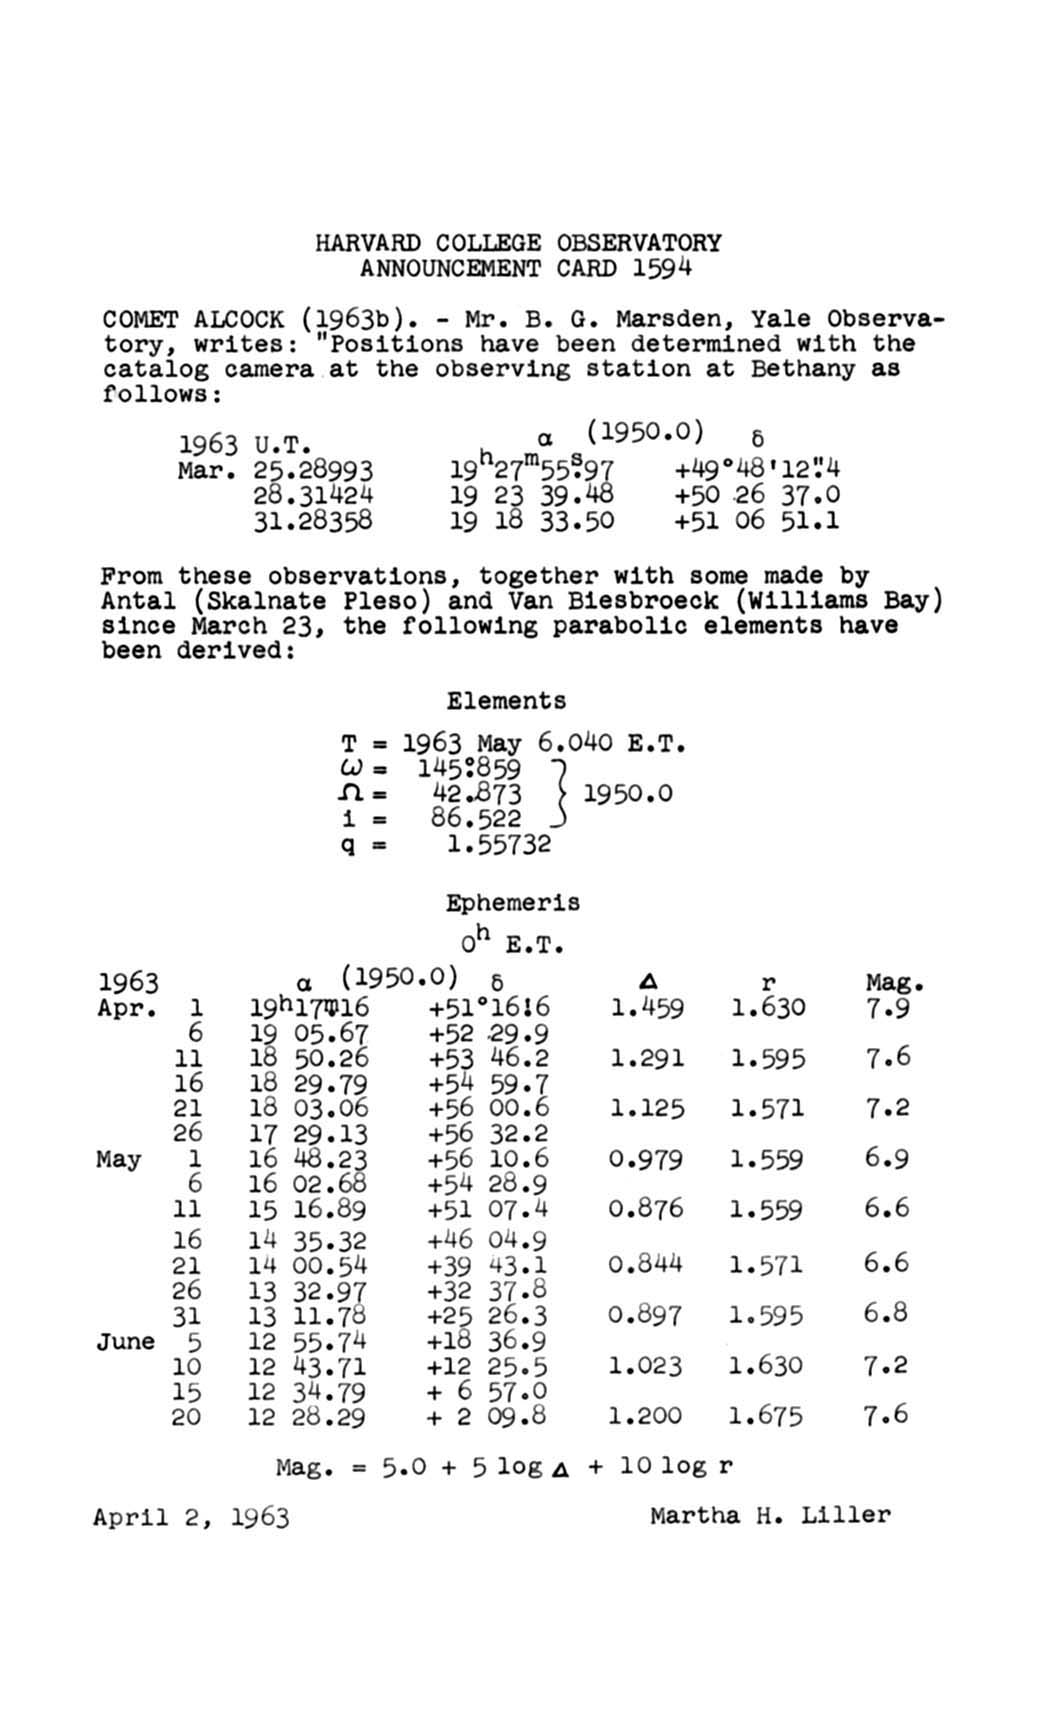 HARVARD COLLEGE OBSERVATORY
ANNOUNCEMENT CARD 1594
COMET ALCOCK (1963b). - Mr. B. G. Marsden, Yale Observa-
tory, writes: "Positions have been determined with the
catalog camera at the observing station at Bethany as
follows:
1963 U.T. α (1950.0) δ
Mar. 25.28993 19ʰ27ᵐ55ˢ.97 +49°48'12".4
28.31424 19 23 39.48 +50 26 37.0
31.28358 19 18 33.50 +51 06 51.1
From these observations, together with some made by
Antal (Skalnate Pleso) and Van Biesbroeck (Williams Bay)
since March 23, the following parabolic elements have
been derived:
Elements
T = 1963 May 6.040 E.T.
ω = 145°.859
Ω = 42.873 } 1950.0
i = 86.522
q = 1.55732
Ephemeris
0ʰ E.T.
1963 α (1950.0) δ Δ r Mag.
Apr. 1 19ʰ17ᵐ.16 +51°16'.6 1.459 1.630 7.9
6 19 05.67 +52 29.9
11 18 50.26 +53 46.2 1.291 1.595 7.6
16 18 29.79 +54 59.7
21 18 03.06 +56 00.6 1.125 1.571 7.2
26 17 29.13 +56 32.2
May 1 16 48.23 +56 10.6 0.979 1.559 6.9
6 16 02.68 +54 28.9
11 15 16.89 +51 07.4 0.876 1.559 6.6
16 14 35.32 +46 04.9
21 14 00.54 +39 43.1 0.844 1.571 6.6
26 13 32.97 +32 37.8
31 13 11.78 +25 26.3 0.897 1.595 6.8
June 5 12 55.74 +18 36.9
10 12 43.71 +12 25.5 1.023 1.630 7.2
15 12 34.79 + 6 57.0
20 12 28.29 + 2 09.8 1.200 1.675 7.6
Mag. = 5.0 + 5 log Δ + 10 log r
April 2, 1963 Martha H. Liller